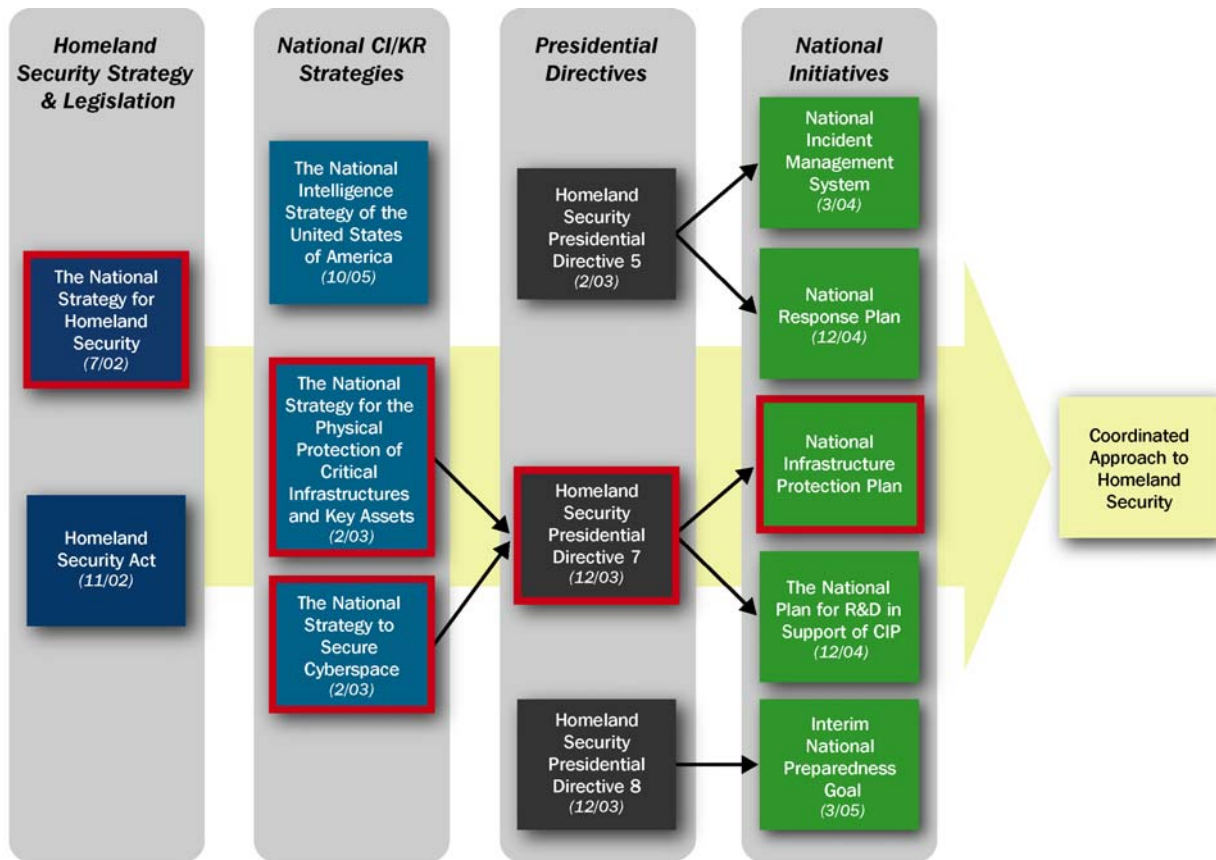 Homeland
Security Strategy
& Legislation
The National
Strategy for
Homeland
Security
(7/02)
Homeland
Security Act
(11/02)
National CI/KR
Strategies
The National
Intelligence
Strategy of the
United States
of America
(10/05)
The National
Strategy for the
Physical
Protection of
Critical
Infrastructures
and Key Assets
(2/03)
The National
Strategy to
Secure
Cyberspace
(2/03)
Presidential
Directives
Homeland
Security
Presidential
Directive 5
(2/03)
Homeland
Security
Presidential
Directive 7
(12/03)
Homeland
Security
Presidential
Directive 8
(12/03)
National
Initiatives
National
Incident
Management
System
(3/04)
National
Response Plan
(12/04)
National
Infrastructure
Protection Plan
The National
Plan for R&D in
Support of CIP
(12/04)
Interim
National
Preparedness
Goal
(3/05)
Coordinated
Approach to
Homeland
Security